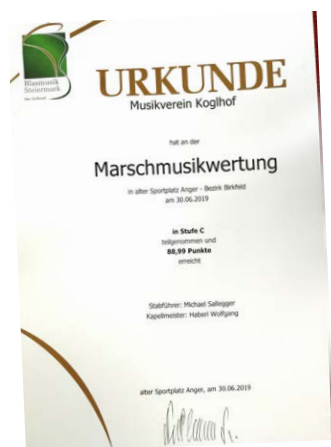 Blasmusik
Steiermark
URKUNDE
Musikverein Koglhof
hat an der
Marschmusikwertung
in alter Sportplatz Anger - Bezirk Birkfeld
am 30.06.2019
in Stufe C
teilgenommen und
88,99 Punkte
erreicht
Stabführer: Michael Sallegger
Kapellmeister: Haberl Wolfgang
alter Sportplatz Anger, am 30.06.2019